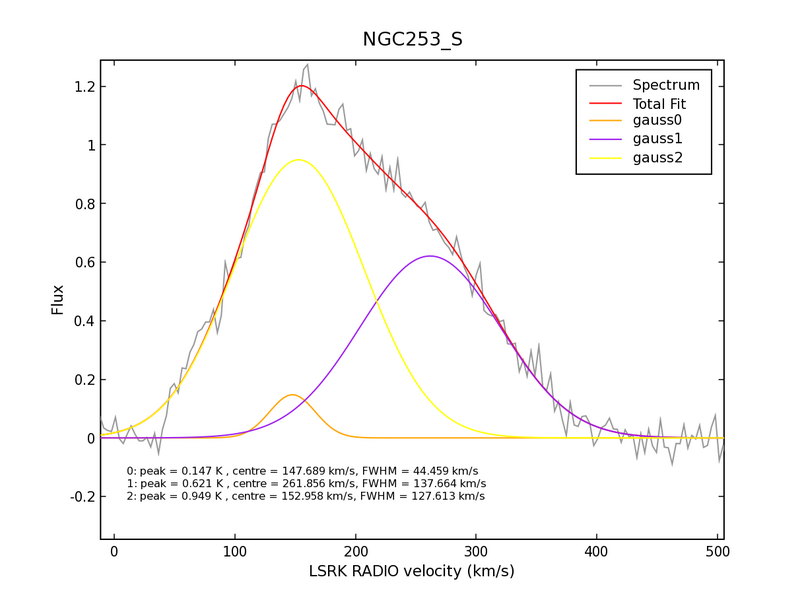 NGC253_S
Spectrum
Total Fit
gauss0
gauss1
gauss2
1.2
1
0.8
0.6
0.4
0.2
0
-0.2
Flux
0: peak = 0.147 K , centre = 147.689 km/s, FWHM = 44.459 km/s
1: peak = 0.621 K , centre = 261.856 km/s, FWHM = 137.664 km/s
2: peak = 0.949 K , centre = 152.958 km/s, FWHM = 127.613 km/s
0 100 200 300 400 500
LSRK RADIO velocity (km/s)